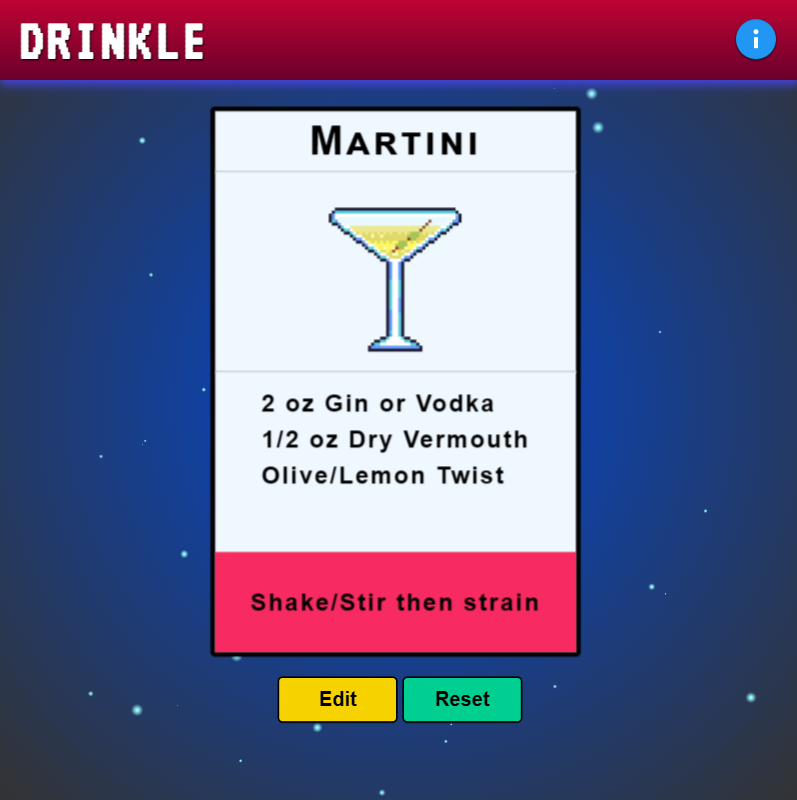 DRINKLE
i
Martini
2 oz Gin or Vodka
1/2 oz Dry Vermouth
Olive/Lemon Twist
Shake/Stir then strain
Edit Reset